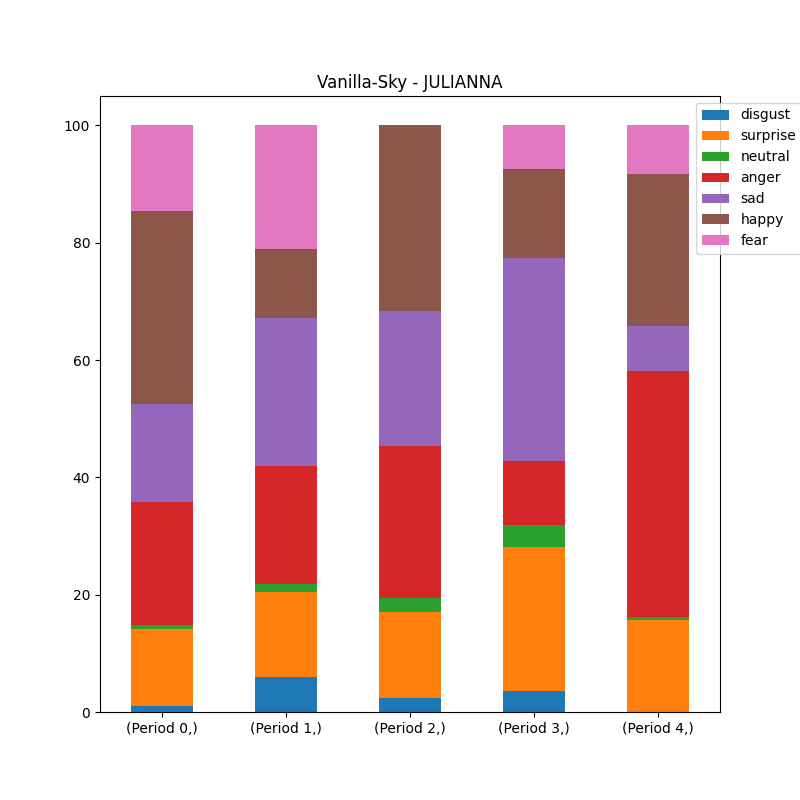 Vanilla-Sky - JULIANNA
100
80
60
40
20
0
(Period 0,) (Period 1,) (Period 2,) (Period 3,) (Period 4,)
disgust
surprise
neutral
anger
sad
happy
fear